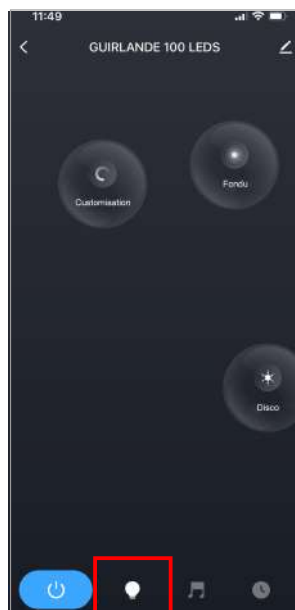 11:49
GUIRLANDE 100 LEDS
Fondu
Customisation
Disco